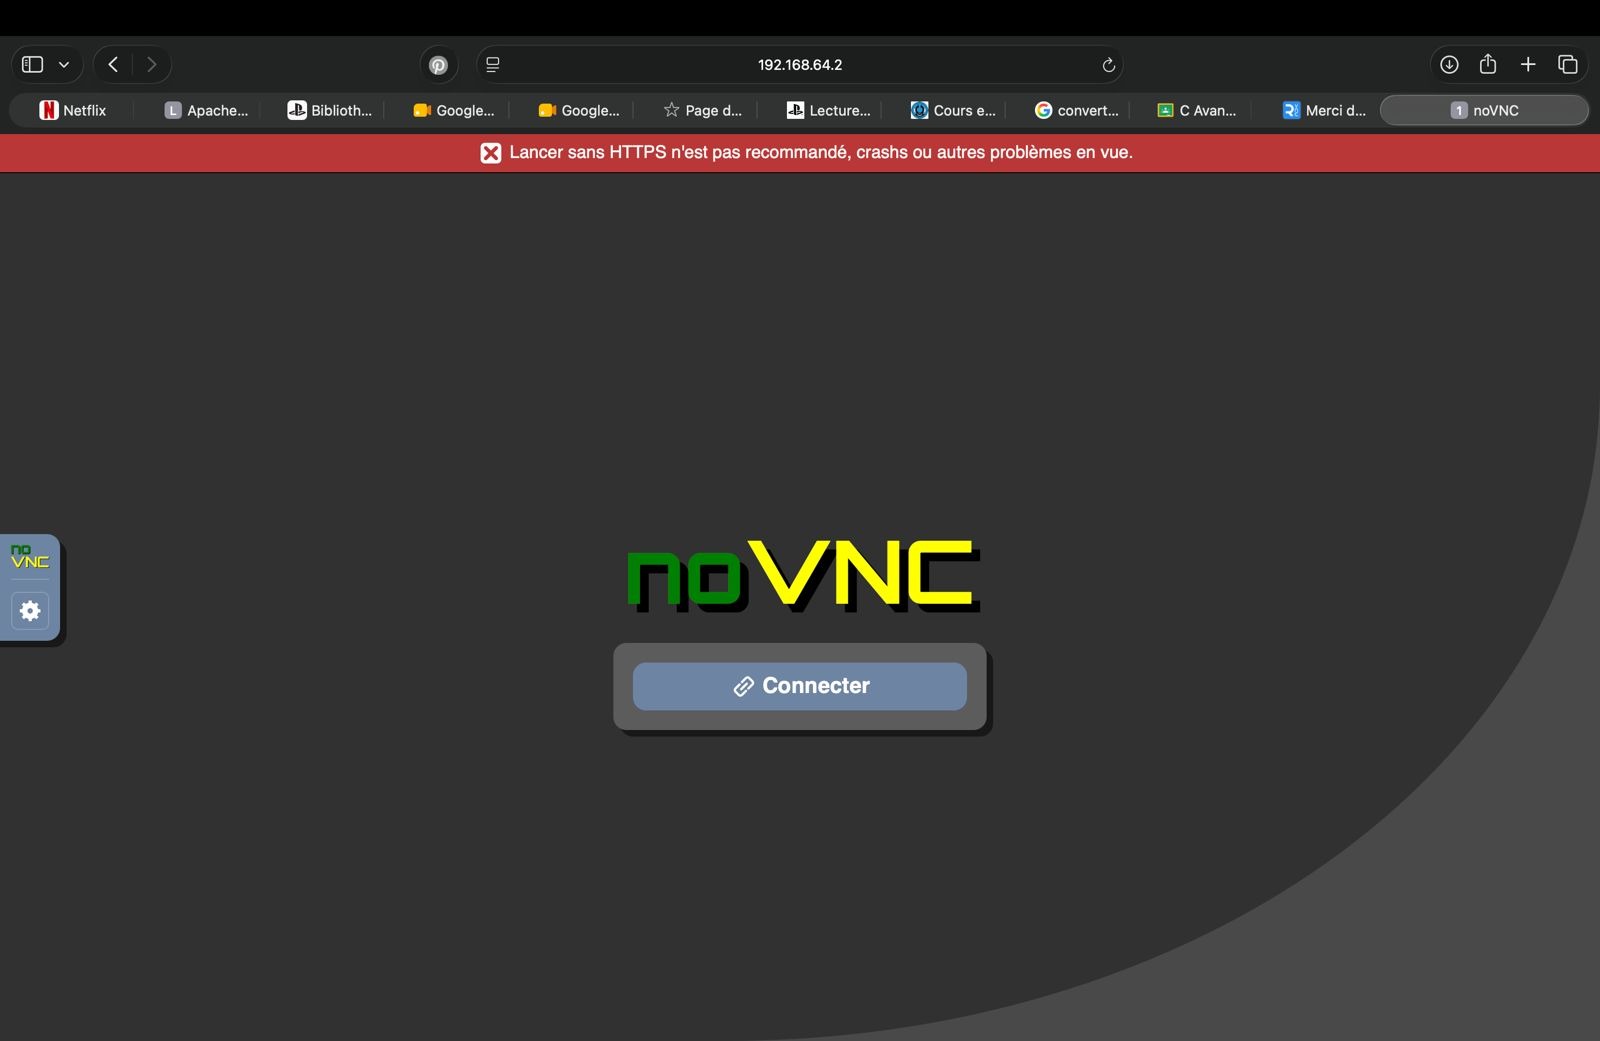 192.168.64.2
Netflix
L Apache...
Biblioth...
Google...
Google...
Page d...
Lecture...
Cours e...
convert...
C Avan...
Merci d...
1 noVNC
Lancer sans HTTPS n'est pas recommandé, crashs ou autres problèmes en vue.
no
VNC
noVNC
Connecter